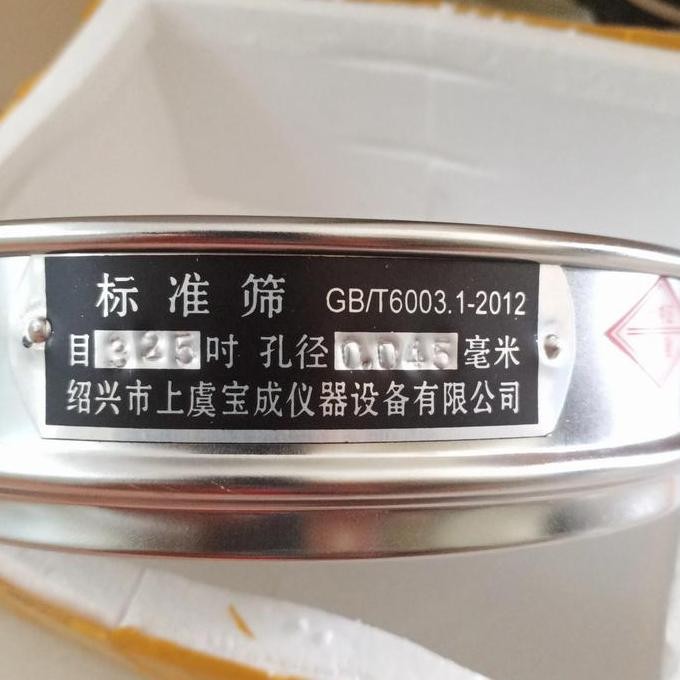 标准筛 GB/T6003.1-2012
目325吋 孔径0.045毫米
绍兴市上虞宝成仪器设备有限公司